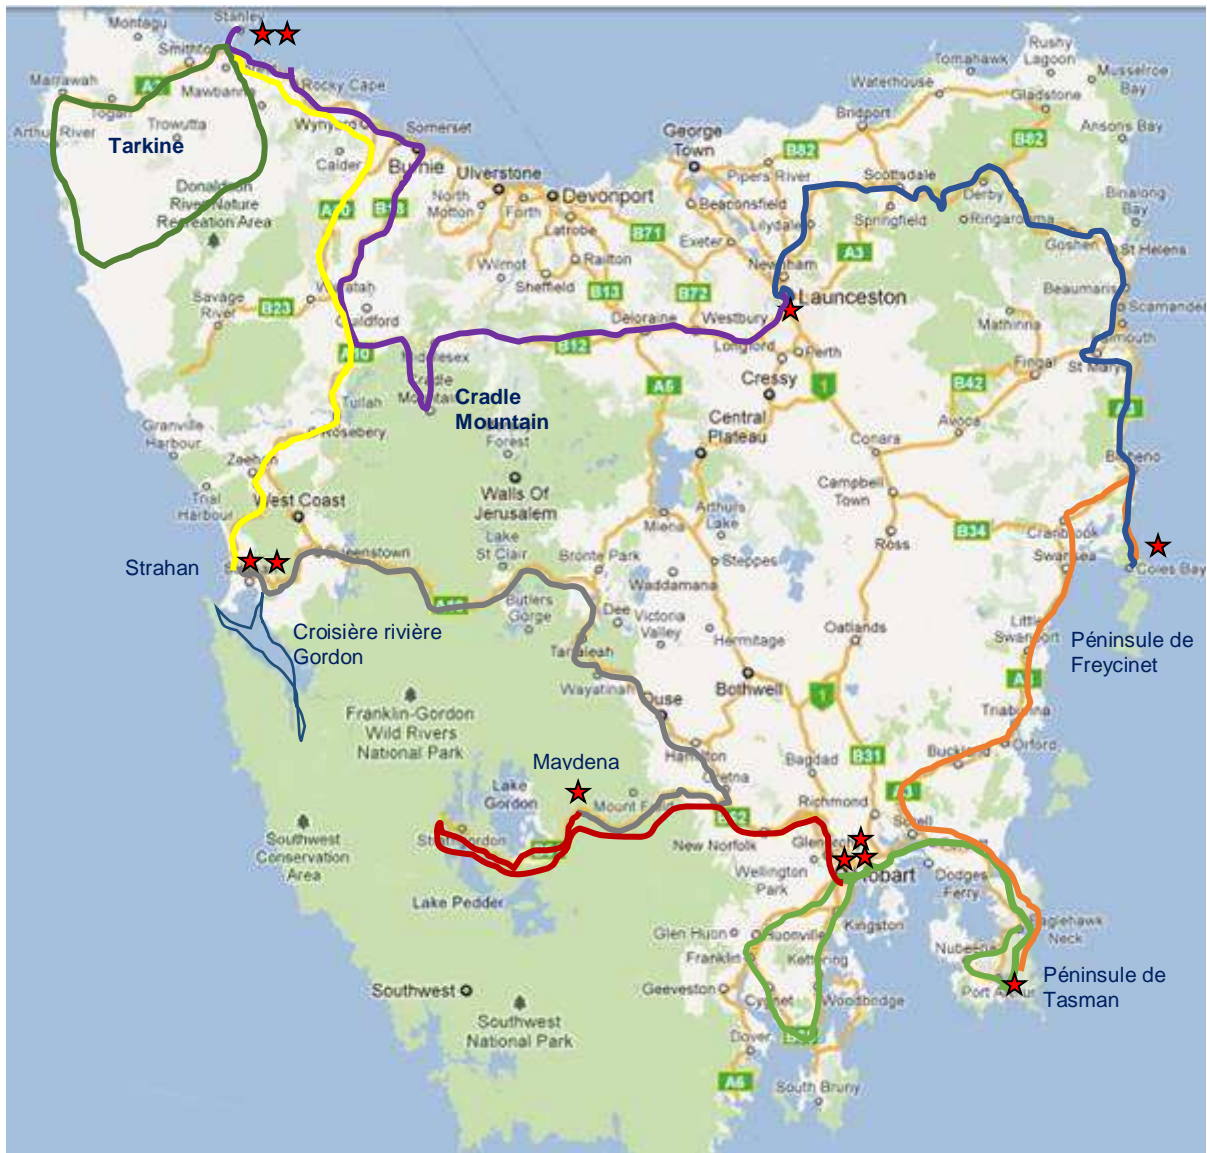 Stanley
Montagu
Smithton
Tomahawk
Rushy
Lagoon
Musselroe
Bay
Marrawah
Rocky Cape
Mawbanna
Waterhouse
Gladstone
Bridport
Togari
Trowutta
Arthur River
Tarkine
Wynyard
Somerset
George
Town
B82
B82
Ansons Bay
Calder
Burnie
Ulverstone
Devonport
Pipers River
Scottsdale
Derby
Donaldson
River Nature
Recreation Area
North
Motton
Forth
Beaconsfield
Springfield
Ringarooma
Binalong
Bay
Latrobe
B71
Exeter
Lilydale
A3
Goshen
St Helens
Wilmot
Railton
Sheffield
Newnham
Savage
River
B23
B13
B72
Launceston
Beaumaris
Scamander
Deloraine
Westbury
Mathinna
A10
B12
Longford
Perth
Fingal
St Marys
Cradle
Mountain
A5
Cressy
1
B42
Tullah
Central
Plateau
Avoca
Granville
Harbour
Rosebery
Forest
Conara
Bicheno
Zeehan
Trial
Harbour
West Coast
Walls Of
Jerusalem
Campbell
Town
Miena
Arthurs
Lake
Ross
B34
Cranbrook
Lake
St Clair
Bronte Park
Steppes
Swansea
Coles Bay
Strahan
Queenstown
Waddamana
Butlers
Gorge
Dee
Victoria
Valley
Hermitage
Oatlands
Little
Swanport
Croisière rivière
Gordon
Tarraleah
Péninsule de
Freycinet
Wayatinah
Bothwell
1
Franklin-Gordon
Wild Rivers
National Park
Ouse
Triabunna
Hamilton
Bagdad
B31
Buckland
Orford
Mavdena
Gretna
Lake
Gordon
Richmond
Sorell
Strathgordon
B62
New Norfolk
Southwest
Conservation
Area
Wellington
Park
Hobart
Dodges
Ferry
Lake Pedder
Kingston
Eaglehawk
Neck
Glen Huon
Huonville
Nubeena
Franklin
Kettering
Southwest
Geeveston
Cygnet
Woodbridge
Port Arthur
Péninsule de
Tasman
Southwest
National Park
Dover
A6
South Bruny